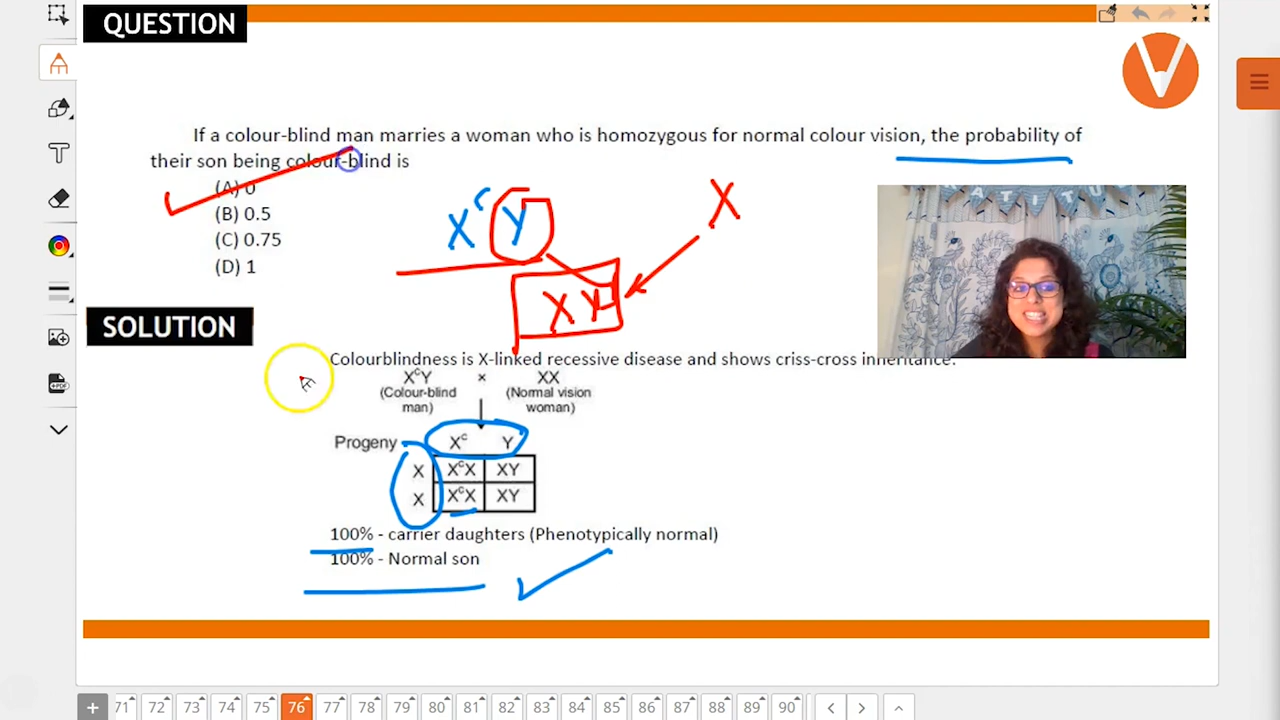 QUESTION
If a colour-blind man marries a woman who is homozygous for normal colour vision, the probability of
their son being colour-blind is
(A) 0
(B) 0.5
(C) 0.75
(D) 1
X^c Y
X
X Y
SOLUTION
Colourblindness is X-linked recessive disease and shows criss-cross inheritance.
X^cY × XX
(Colour-blind man) (Normal vision woman)
Progeny X^c Y
X X^cX XY
X X^cX XY
100% - carrier daughters (Phenotypically normal)
100% - Normal son
71 72 73 74 75 76 77 78 79 80 81 82 83 84 85 86 87 88 89 90